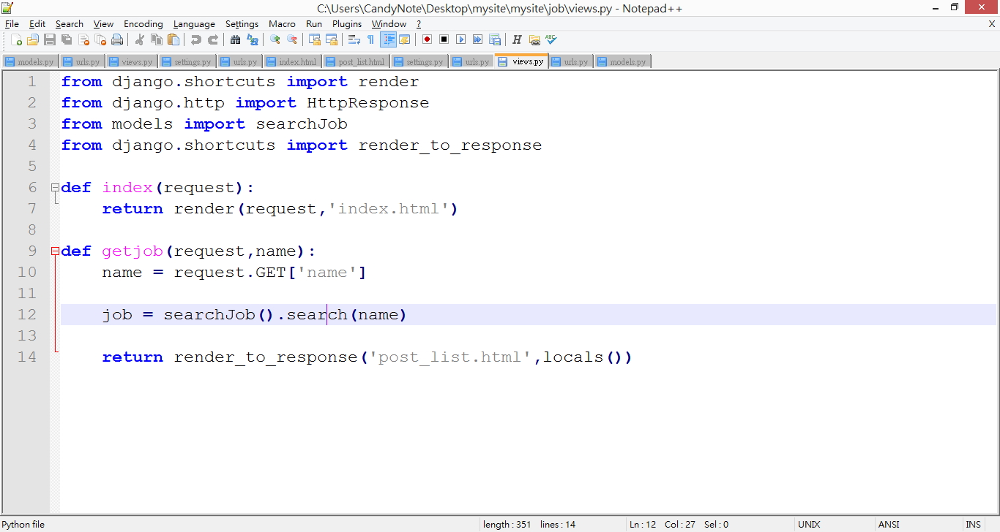 C:\Users\CandyNote\Desktop\mysite\mysite\job\views.py - Notepad++
File Edit Search View Encoding Language Settings Macro Run Plugins Window ? X
models.py urls.py views.py settings.py urls.py index.html post_list.html settings.py urls.py views.py urls.py models.py
1 from django.shortcuts import render
2 from django.http import HttpResponse
3 from models import searchJob
4 from django.shortcuts import render_to_response
5
6 def index(request):
7 return render(request,'index.html')
8
9 def getjob(request,name):
10 name = request.GET['name']
11
12 job = searchJob().search(name)
13
14 return render_to_response('post_list.html',locals())
Python file length : 351 lines : 14 Ln : 12 Col : 27 Sel : 0 UNIX ANSI INS